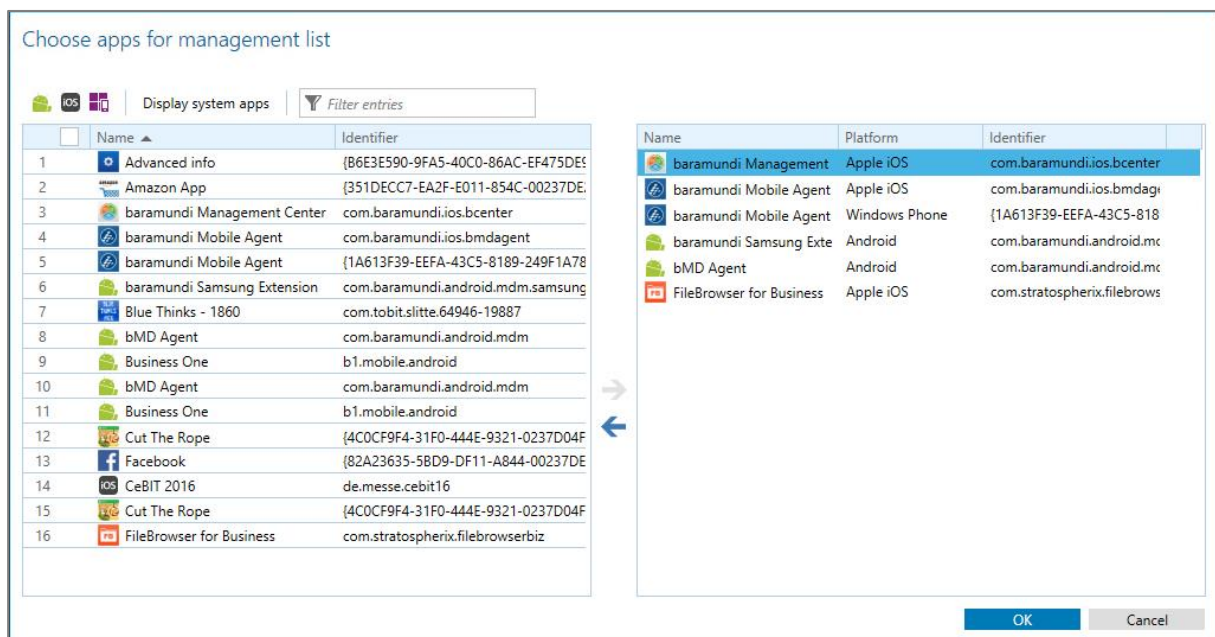 Choose apps for management list
iOS Display system apps Filter entries
Name Identifier
1 Advanced info {B6E3E590-9FA5-40C0-86AC-EF475DE9
2 Amazon App {351DECC7-EA2F-E011-854C-00237DE
3 baramundi Management Center com.baramundi.ios.bcenter
4 baramundi Mobile Agent com.baramundi.ios.bmdagent
5 baramundi Mobile Agent {1A613F39-EEFA-43C5-8189-249F1A78
6 baramundi Samsung Extension com.baramundi.android.mdm.samsung
7 Blue Thinks - 1860 com.tobit.slitte.64946-19887
8 bMD Agent com.baramundi.android.mdm
9 Business One b1.mobile.android
10 bMD Agent com.baramundi.android.mdm
11 Business One b1.mobile.android
12 Cut The Rope {4C0CF9F4-31F0-444E-9321-0237D04F
13 Facebook {82A23635-5BD9-DF11-A844-00237DE
14 iOS CeBIT 2016 de.messe.cebit16
15 Cut The Rope {4C0CF9F4-31F0-444E-9321-0237D04F
16 FB FileBrowser for Business com.stratospherix.filebrowserbiz
Name Platform Identifier
baramundi Management Apple iOS com.baramundi.ios.bcenter
baramundi Mobile Agent Apple iOS com.baramundi.ios.bmdag
baramundi Mobile Agent Windows Phone {1A613F39-EEFA-43C5-818
baramundi Samsung Exte Android com.baramundi.android.mc
bMD Agent Android com.baramundi.android.mc
FB FileBrowser for Business Apple iOS com.stratospherix.filebrows
OK Cancel